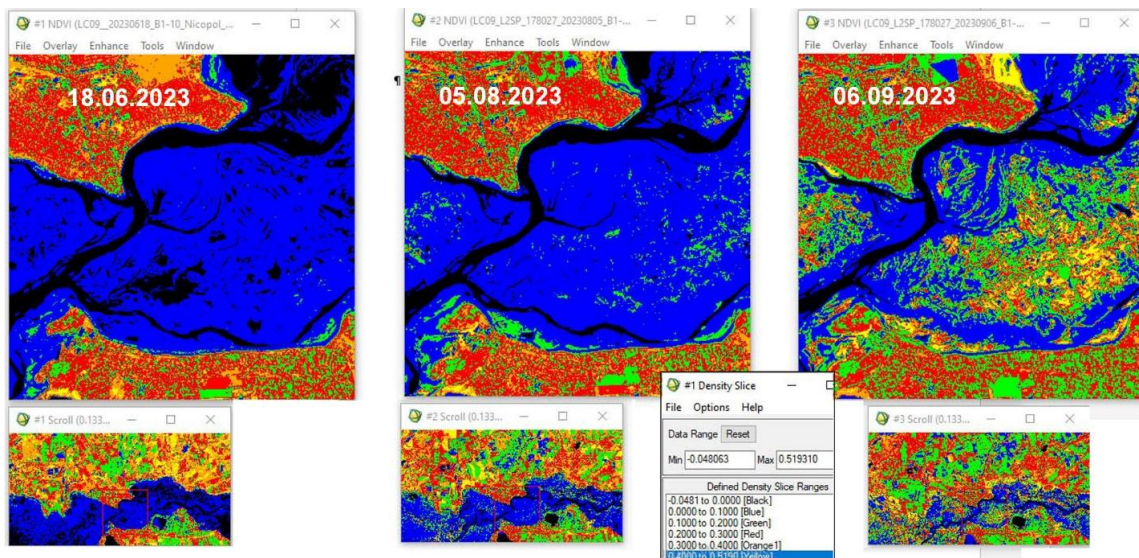 #1 NDVI (LC09__20230618_B1-10_Nicopol_...
File Overlay Enhance Tools Window
18.06.2023
#2 NDVI (LC09_L2SP_178027_20230805_B1-...
File Overlay Enhance Tools Window
05.08.2023
#3 NDVI (LC09_L2SP_178027_20230906_B1-...
File Overlay Enhance Tools Window
06.09.2023
¶
#1 Scroll (0.133...
#2 Scroll (0.133...
#1 Density Slice
File Options Help
Data Range Reset
Min -0.048063 Max 0.519310
Defined Density Slice Ranges
-0.0481 to 0.0000 [Black]
0.0000 to 0.1000 [Blue]
0.1000 to 0.2000 [Green]
0.2000 to 0.3000 [Red]
0.3000 to 0.4000 [Orange1]
0.4000 to 0.5190 [Yellow]
#3 Scroll (0.133...